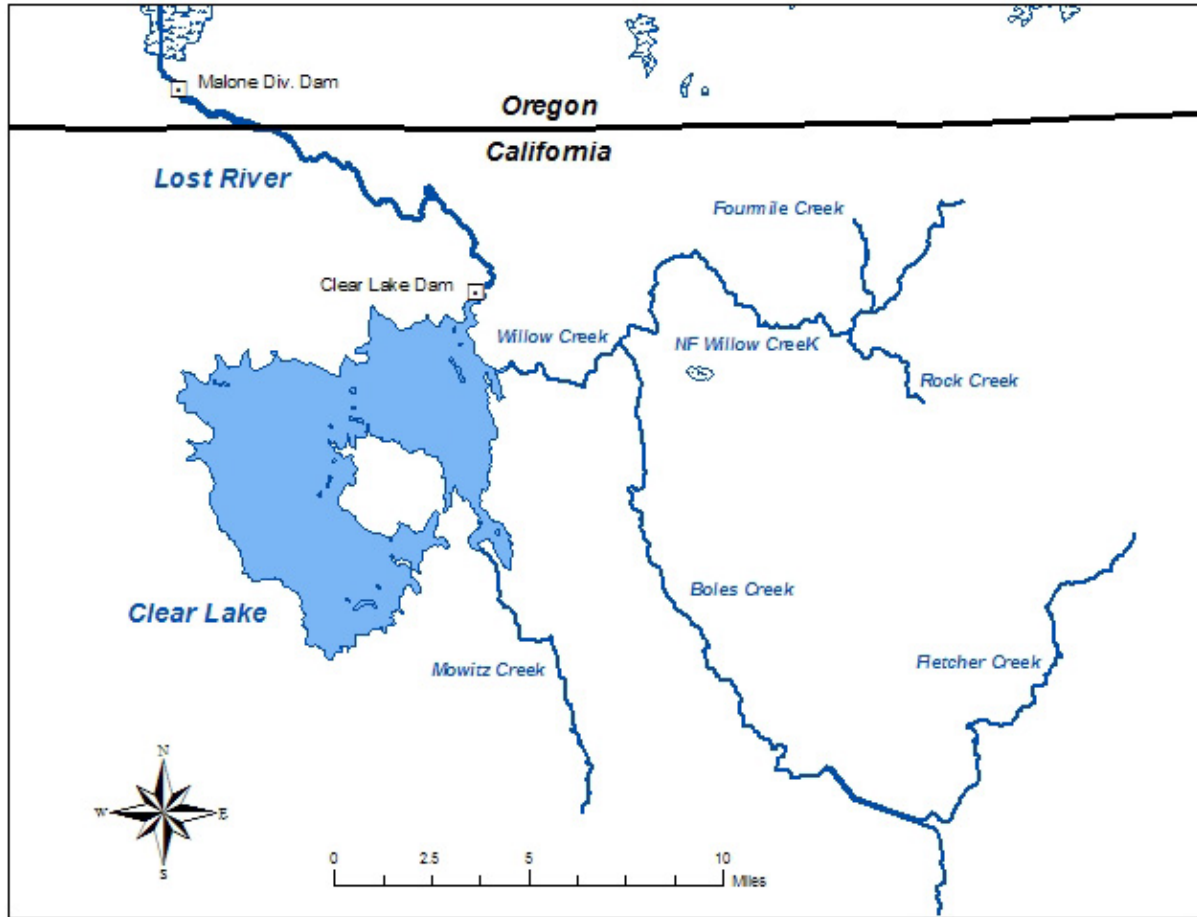 Malone Div. Dam
Oregon
California
Lost River
Fourmile Creek
Clear Lake Dam
Willow Creek
NF Willow CreeK
Rock Creek
Boles Creek
Clear Lake
Mowitz Creek
Fletcher Creek
N
W
E
S
0
2.5
5
10
Miles